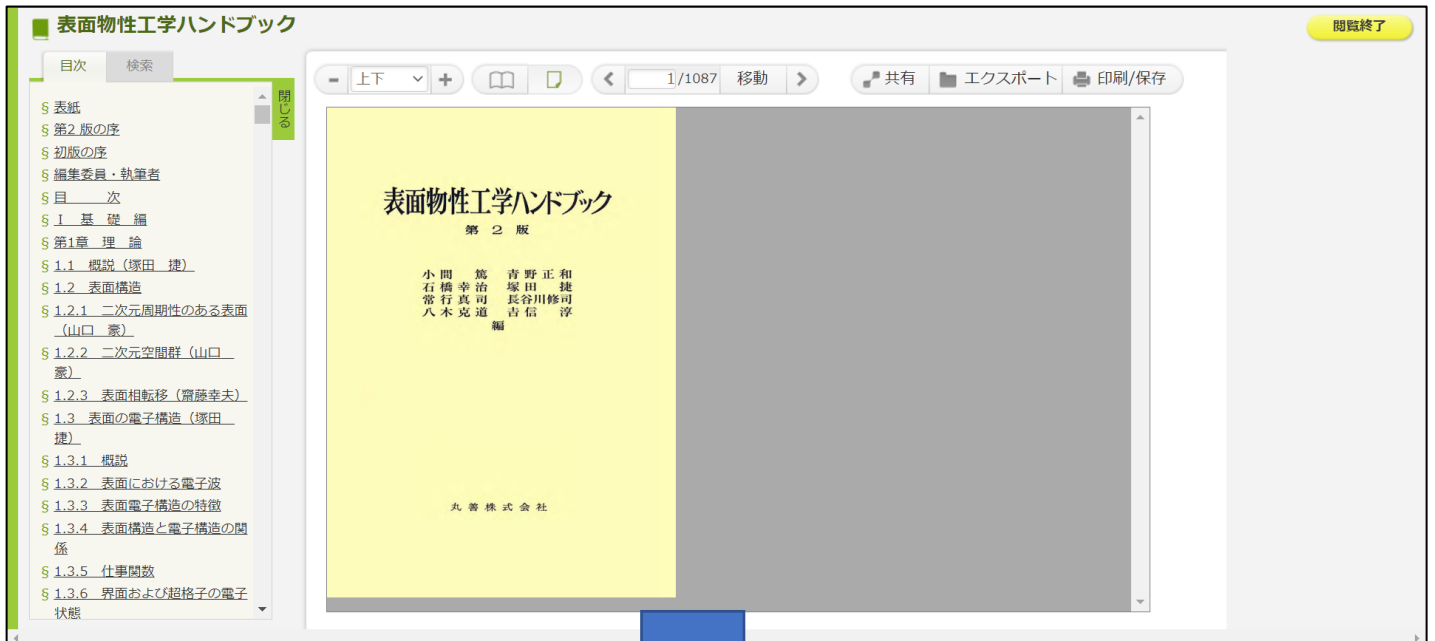 表面物性工学ハンドブック
閲覧終了
目次 検索
閉じる
§ 表紙
§ 第2 版の序
§ 初版の序
§ 編集委員・執筆者
§ 目　　次
§ Ⅰ　基　礎　編
§ 第1章　理　論
§ 1.1　概説（塚田　捷）
§ 1.2　表面構造
§ 1.2.1　二次元周期性のある表面
（山口　豪）
§ 1.2.2　二次元空間群（山口
豪）
§ 1.2.3　表面相転移（齋藤幸夫）
§ 1.3　表面の電子構造（塚田
捷）
§ 1.3.1　概説
§ 1.3.2　表面における電子波
§ 1.3.3　表面電子構造の特徴
§ 1.3.4　表面構造と電子構造の関
係
§ 1.3.5　仕事関数
§ 1.3.6　界面および超格子の電子
状態
- 上下 +
1/1087 移動
共有 エクスポート 印刷/保存
表面物性工学ハンドブック
第 2 版
小間　篤　青野正和
石橋幸治　塚田　捷
常行真司　長谷川修司
八木克道　吉信　淳
編
丸善株式会社